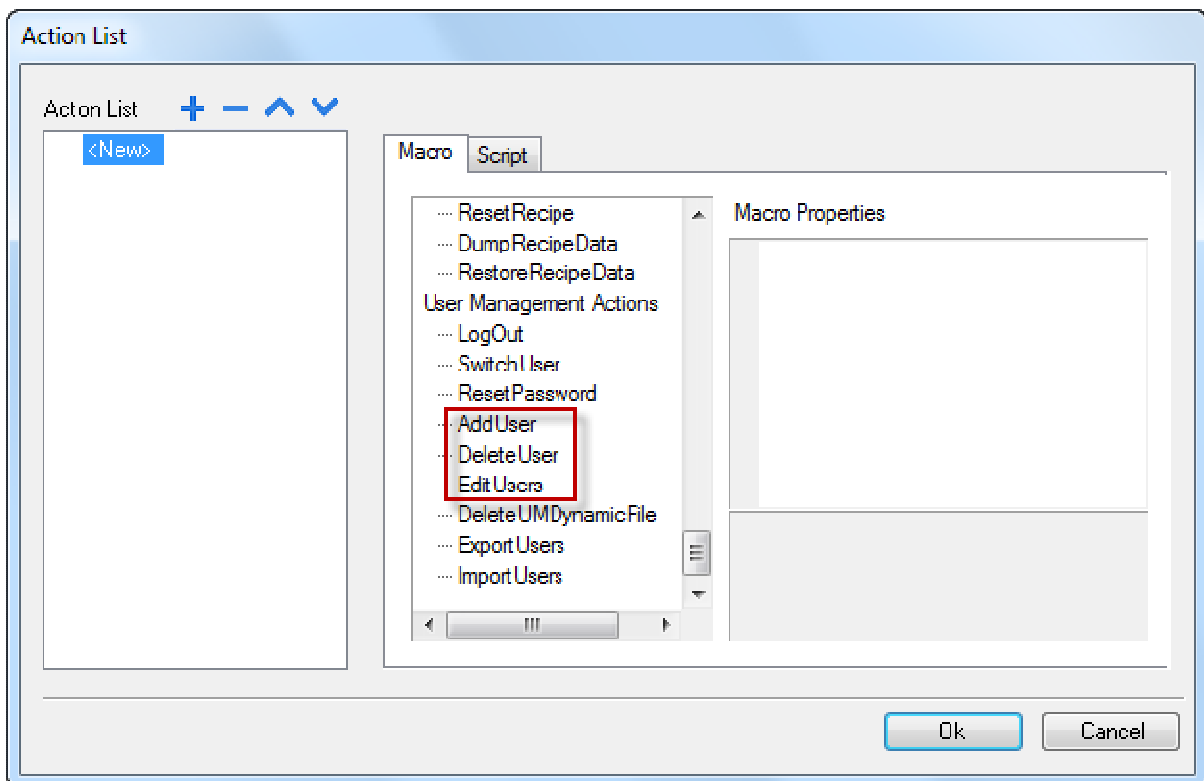 Action List
Acton List
<New>
Macro
Script
ResetRecipe
DumpRecipeData
RestoreRecipeData
User Management Actions
LogOut
SwitchUser
ResetPassword
AddUser
DeleteUser
EditUsers
DeleteUMDynamicFile
ExportUsers
ImportUsers
Macro Properties
Ok
Cancel